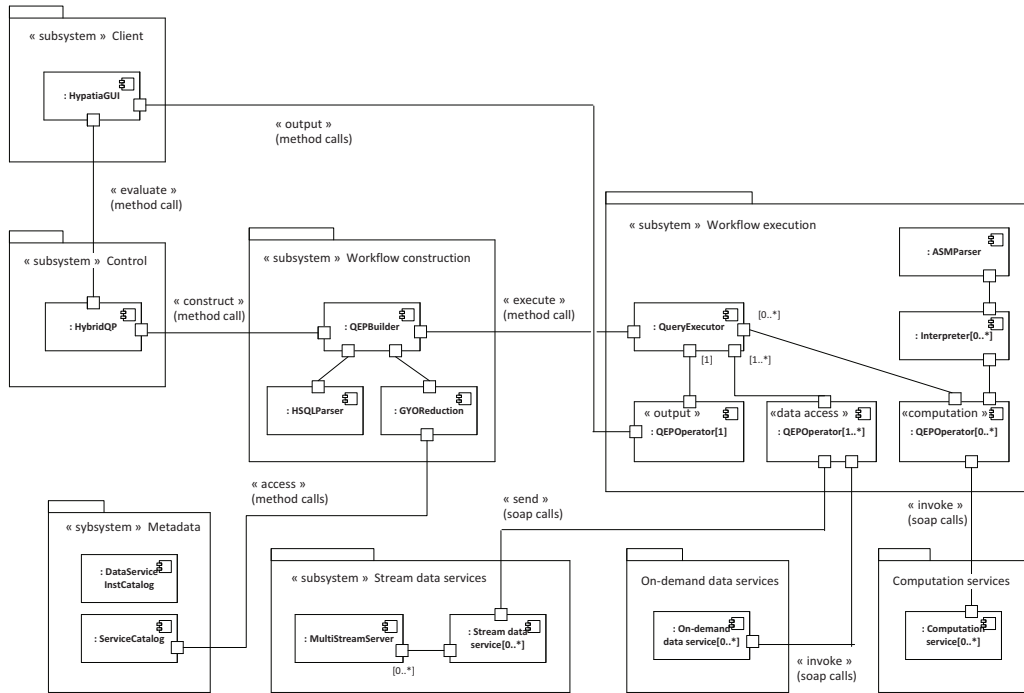 « subsystem » Client
: HypatiaGUI
« output »
(method calls)
« evaluate »
(method call)
« subsystem » Control
: HybridQP
« construct »
(method call)
« subsystem » Workflow construction
: QEPBuilder
: HSQLParser
: GYOReduction
« execute »
(method call)
« subsytem » Workflow execution
: ASMParser
: QueryExecutor
[0..*]
: Interpreter[0..*]
[1]
[1..*]
« output »
: QEPOperator[1]
«data access »
: QEPOperator[1..*]
«computation »
: QEPOperator[0..*]
« access »
(method calls)
« send »
(soap calls)
« invoke »
(soap calls)
« sybsystem » Metadata
: DataService
InstCatalog
: ServiceCatalog
« subsystem » Stream data services
: MultiStreamServer
[0..*]
: Stream data
service[0..*]
On-demand data services
: On-demand
data service[0..*]
« invoke »
(soap calls)
Computation services
: Computation
service[0..*]